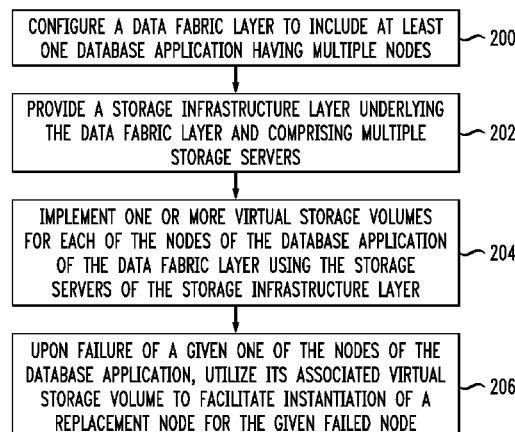 CONFIGURE A DATA FABRIC LAYER TO INCLUDE AT LEAST
ONE DATABASE APPLICATION HAVING MULTIPLE NODES
200
PROVIDE A STORAGE INFRASTRUCTURE LAYER UNDERLYING
THE DATA FABRIC LAYER AND COMPRISING MULTIPLE
STORAGE SERVERS
202
IMPLEMENT ONE OR MORE VIRTUAL STORAGE VOLUMES
FOR EACH OF THE NODES OF THE DATABASE APPLICATION
OF THE DATA FABRIC LAYER USING THE STORAGE
SERVERS OF THE STORAGE INFRASTRUCTURE LAYER
204
UPON FAILURE OF A GIVEN ONE OF THE NODES OF THE
DATABASE APPLICATION, UTILIZE ITS ASSOCIATED VIRTUAL
STORAGE VOLUME TO FACILITATE INSTANTIATION OF A
REPLACEMENT NODE FOR THE GIVEN FAILED NODE
206